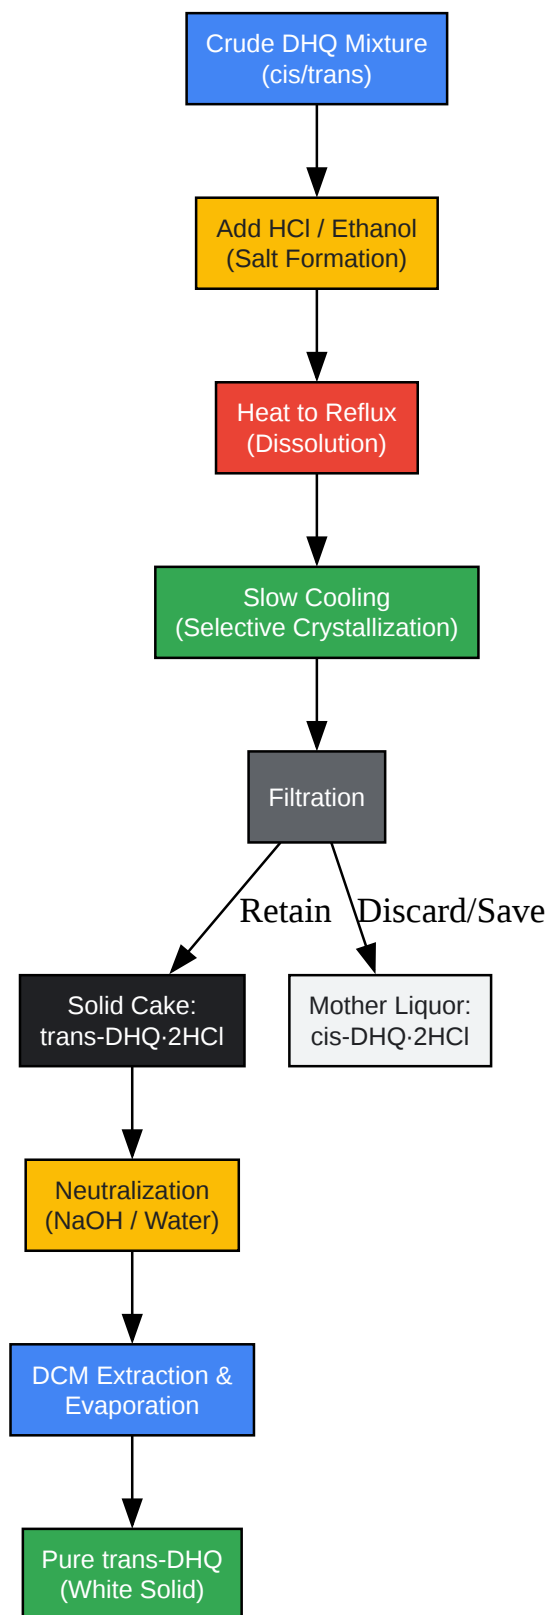 Crude DHQ Mixture
(cis/trans)
Add HCl / Ethanol
(Salt Formation)
Heat to Reflux
(Dissolution)
Slow Cooling
(Selective Crystallization)
Filtration
Retain
Discard/Save
Solid Cake:
trans-DHQ·2HCl
Mother Liquor:
cis-DHQ·2HCl
Neutralization
(NaOH / Water)
DCM Extraction &
Evaporation
Pure trans-DHQ
(White Solid)